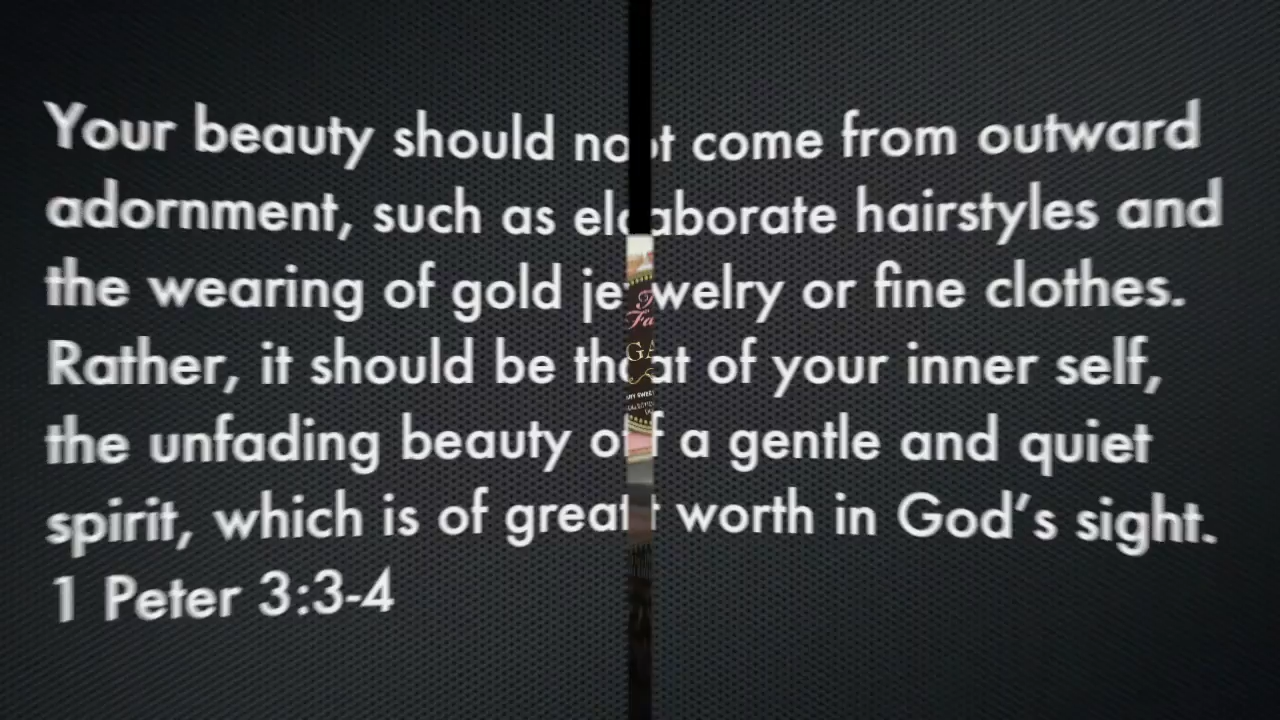 Your beauty should not come from outward
adornment, such as elaborate hairstyles and
the wearing of gold jewelry or fine clothes.
Rather, it should be that of your inner self,
the unfading beauty of a gentle and quiet
spirit, which is of great worth in God's sight.
1 Peter 3:3-4